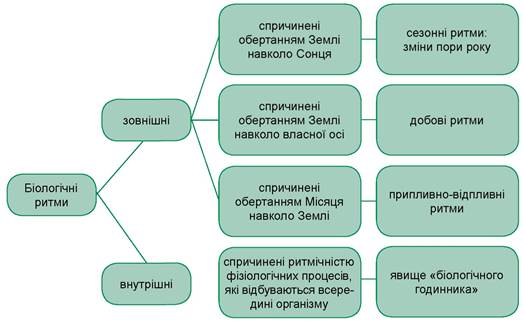 Біологічні
ритми
зовнішні
спричинені
обертанням Землі
навколо Сонця
сезонні ритми:
зміни пори року
спричинені
обертанням Землі
навколо власної осі
добові ритми
спричинені
обертанням Місяця
навколо Землі
припливно-відпливні
ритми
внутрішні
спричинені ритмічністю
фізіологічних процесів,
які відбуваються всере-
дині організму
явище «біологічного
годинника»